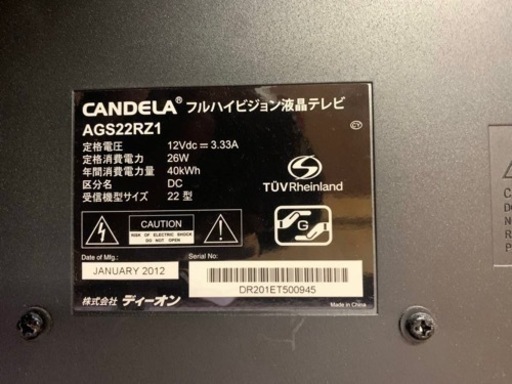 CANDELA® フルハイビジョン液晶テレビ
AGS22RZ1
定格電圧 12Vdc ⎓ 3.33A
定格消費電力 26W
年間消費電力量 40kWh
区分名 DC
受信機型サイズ 22 型
TÜVRheinland
CAUTION
RISK OF ELECTRIC SHOCK
DO NOT OPEN
G
Date of Mfg.:
JANUARY 2012
Serial No:
DR201ET500945
株式会社 ディーオン
Made in China